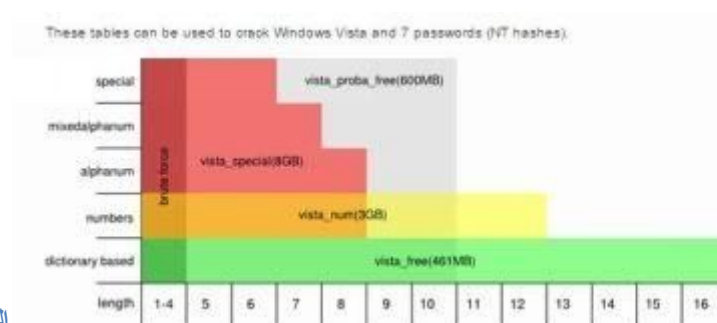 These tables can be used to crack Windows Vista and 7 passwords (NT hashes).
special
vista_proba_free(600MB)
mixedalphanum
alphanum
brute force
vista_special(8GB)
numbers
vista_num(3GB)
dictionary based
vista_free(461MB)
length 1-4 5 6 7 8 9 10 11 12 13 14 15 16